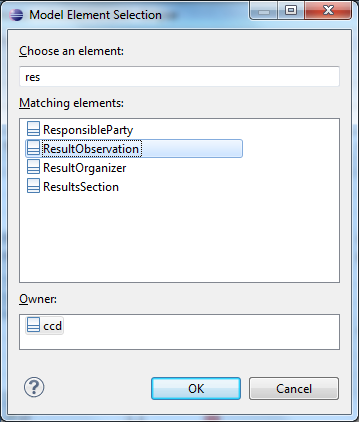 Model Element Selection
Choose an element:
res
Matching elements:
ResponsibleParty
ResultObservation
ResultOrganizer
ResultsSection
Owner:
ccd
?
OK Cancel